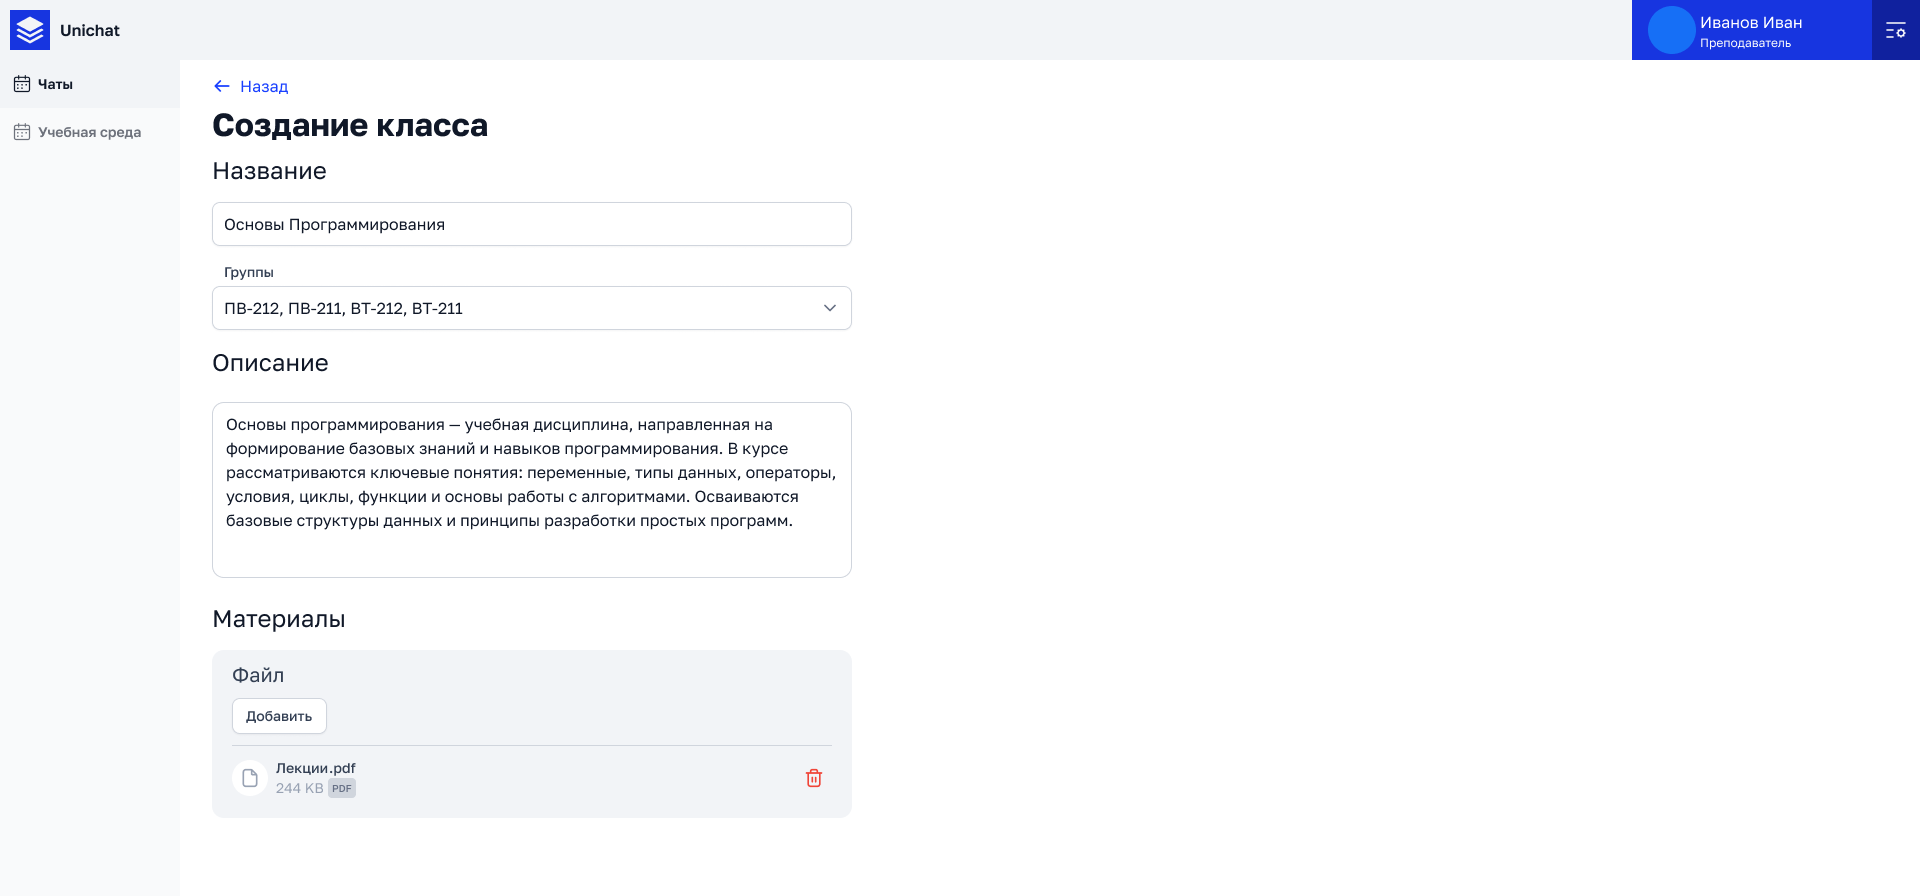 Unichat
Иванов Иван
Преподаватель
Чаты
Учебная среда
Назад
Создание класса
Название
Основы Программирования
Группы
ПВ-212, ПВ-211, ВТ-212, ВТ-211
Описание
Основы программирования — учебная дисциплина, направленная на
формирование базовых знаний и навыков программирования. В курсе
рассматриваются ключевые понятия: переменные, типы данных, операторы,
условия, циклы, функции и основы работы с алгоритмами. Осваиваются
базовые структуры данных и принципы разработки простых программ.
Материалы
Файл
Добавить
Лекции.pdf
244 KB PDF